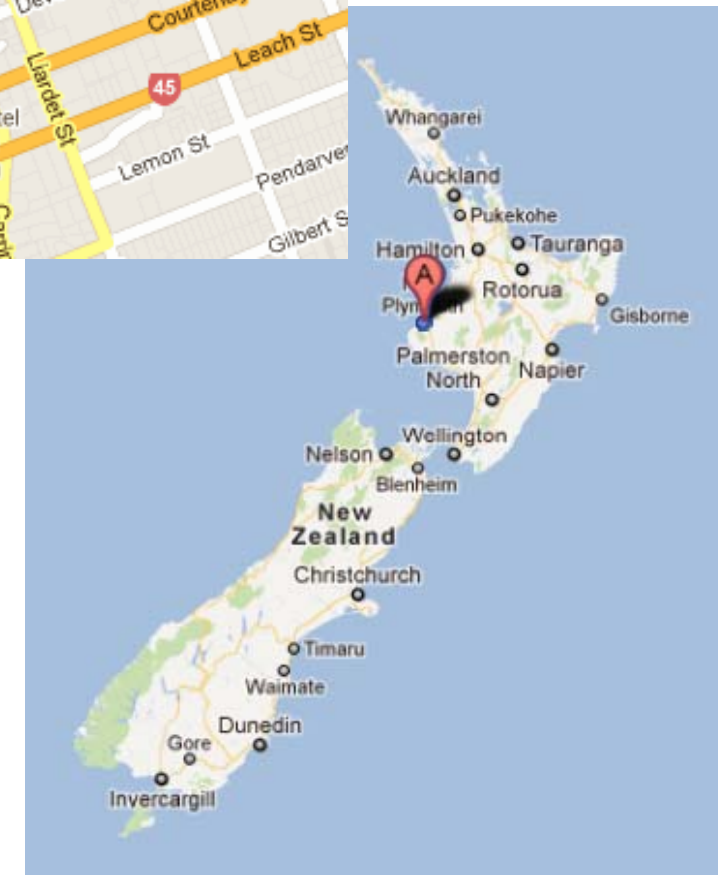 Courtenay
Leach St
45
Liardet St
Lemon St
Pendarves
Gilbert S
Whangarei
Auckland
Pukekohe
Hamilton
Tauranga
A
Rotorua
Gisborne
Palmerston
North
Napier
Wellington
Nelson
Blenheim
New
Zealand
Christchurch
Timaru
Waimate
Dunedin
Gore
Invercargill